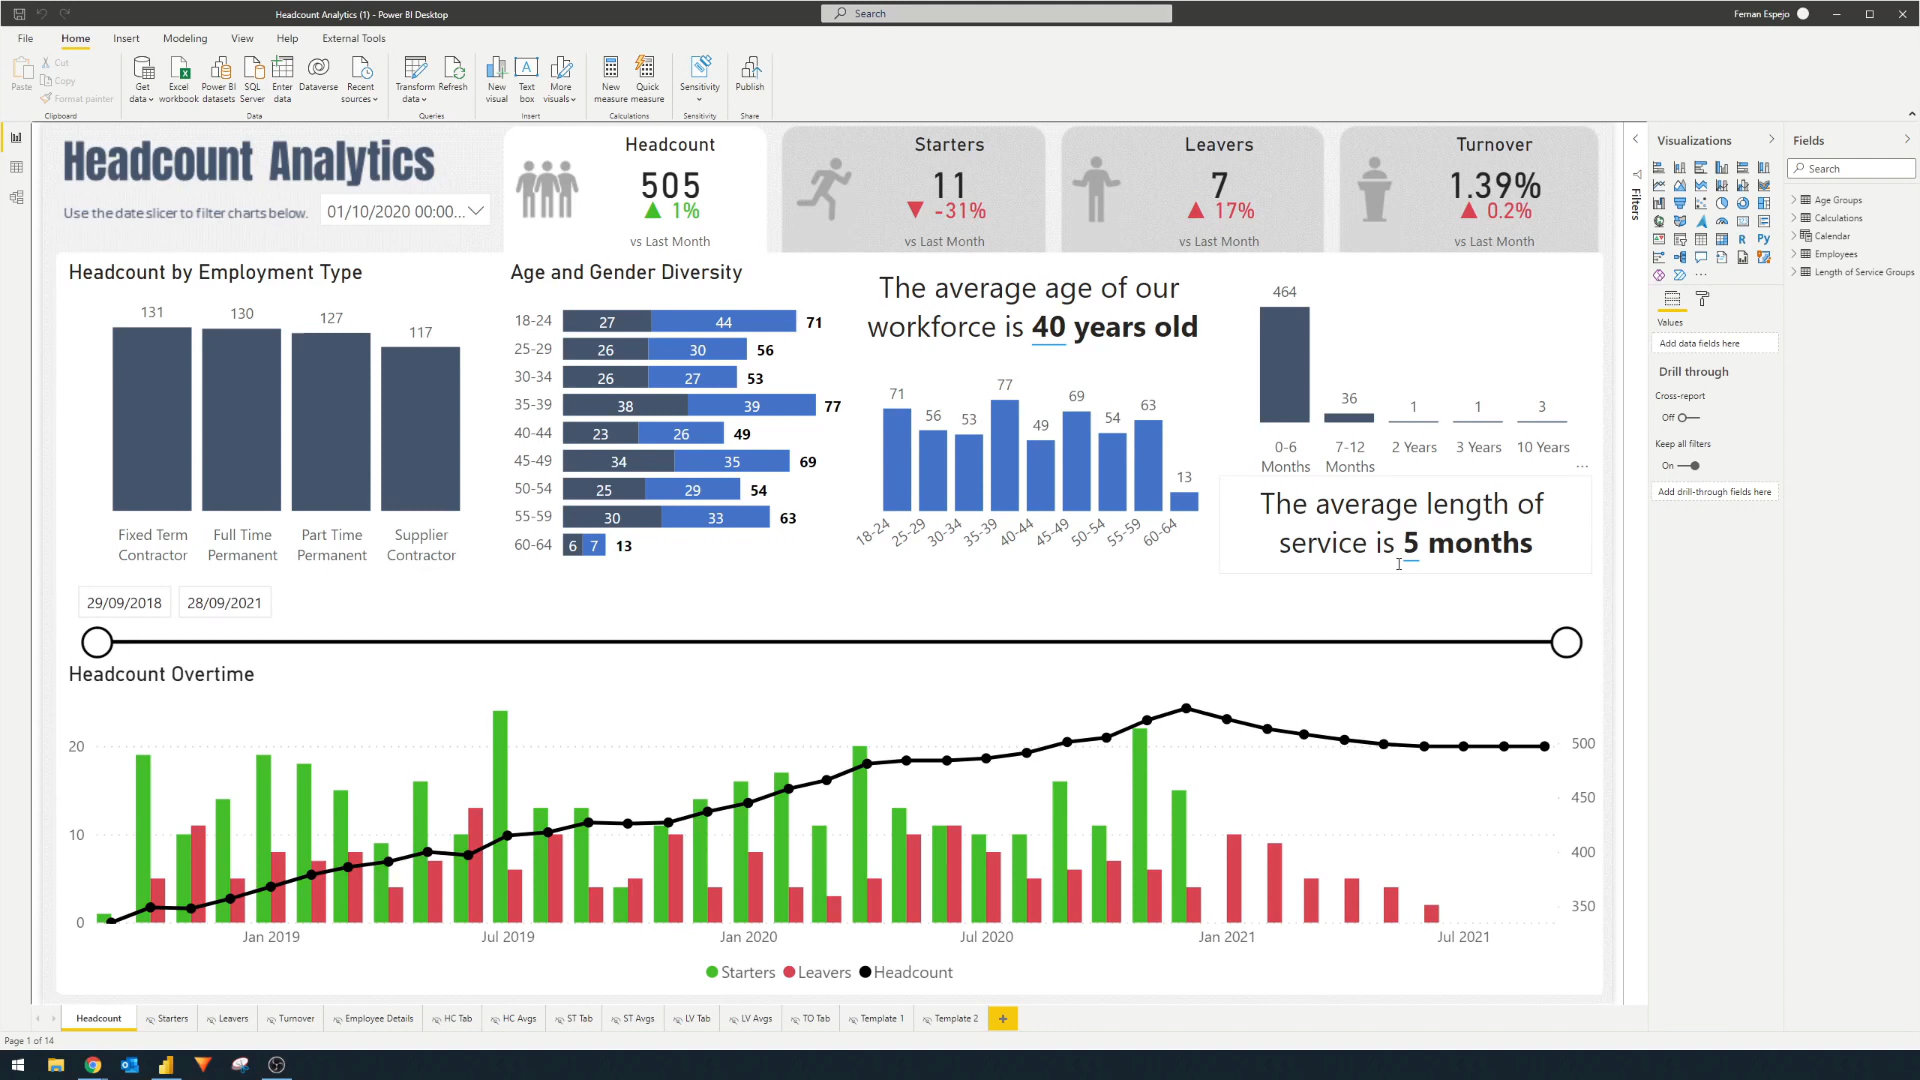 Headcount Analytics (1) - Power BI Desktop
Search
Fernan Espejo
File
Home
Insert
Modeling
View
Help
External Tools
Paste
Cut
Copy
Format painter
Clipboard
Get data
Excel workbook
Power BI datasets
SQL Server
Enter data
Dataverse
Recent sources
Data
Transform data
Refresh
Queries
New visual
Text box
More visuals
Insert
New measure
Quick measure
Calculations
Sensitivity
Sensitivity
Publish
Share
Headcount Analytics
Use the date slicer to filter charts below.
01/10/2020 00:00...
Headcount
505
1%
vs Last Month
Starters
11
-31%
vs Last Month
Leavers
7
17%
vs Last Month
Turnover
1.39%
0.2%
vs Last Month
Headcount by Employment Type
131
130
127
117
Fixed Term Contractor
Full Time Permanent
Part Time Permanent
Supplier Contractor
Age and Gender Diversity
18-24 27 44 71
25-29 26 30 56
30-34 26 27 53
35-39 38 39 77
40-44 23 26 49
45-49 34 35 69
50-54 25 29 54
55-59 30 33 63
60-64 6 7 13
The average age of our
workforce is 40 years old
71 56 53 77 49 69 54 63 13
18-24 25-29 30-34 35-39 40-44 45-49 50-54 55-59 60-64
464 36 1 1 3
0-6 Months
7-12 Months
2 Years
3 Years
10 Years
...
The average length of
service is 5 months
29/09/2018
28/09/2021
Headcount Overtime
20
10
0
500
450
400
350
Jan 2019
Jul 2019
Jan 2020
Jul 2020
Jan 2021
Jul 2021
Starters
Leavers
Headcount
Filters
Visualizations
R
Py
...
Values
Add data fields here
Drill through
Cross-report
Off
Keep all filters
On
Add drill-through fields here
Fields
Search
Age Groups
Calculations
Calendar
Employees
Length of Service Groups
Headcount
Starters
Leavers
Turnover
Employee Details
HC Tab
HC Avgs
ST Tab
ST Avgs
LV Tab
LV Avgs
TO Tab
Template 1
Template 2
+
Page 1 of 14